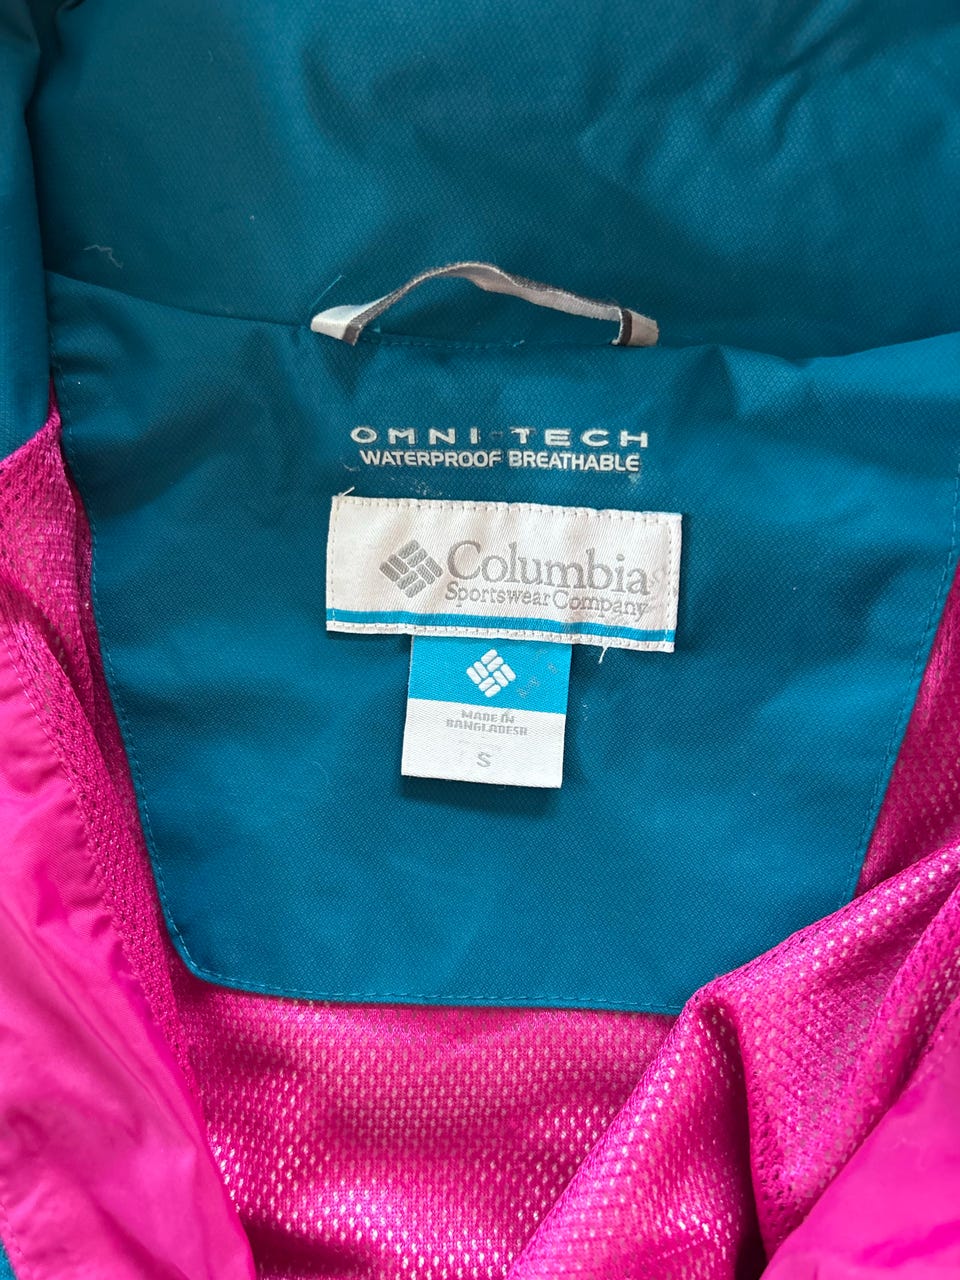 OMNI-TECH
WATERPROOF BREATHABLE
Columbia
Sportswear Company
MADE IN
BANGLADESH
S